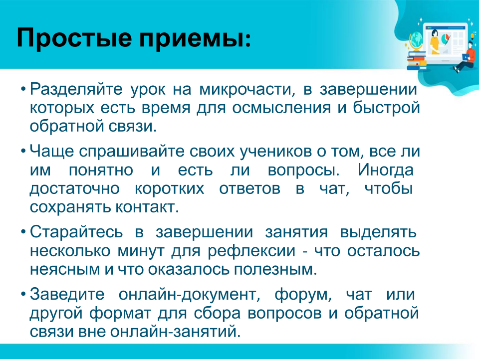 Простые приемы:
• Разделяйте урок на микрочасти, в завершении
которых есть время для осмысления и быстрой
обратной связи.
• Чаще спрашивайте своих учеников о том, все ли
им понятно и есть ли вопросы. Иногда
достаточно коротких ответов в чат, чтобы
сохранять контакт.
• Старайтесь в завершении занятия выделять
несколько минут для рефлексии - что осталось
неясным и что оказалось полезным.
• Заведите онлайн-документ, форум, чат или
другой формат для сбора вопросов и обратной
связи вне онлайн-занятий.